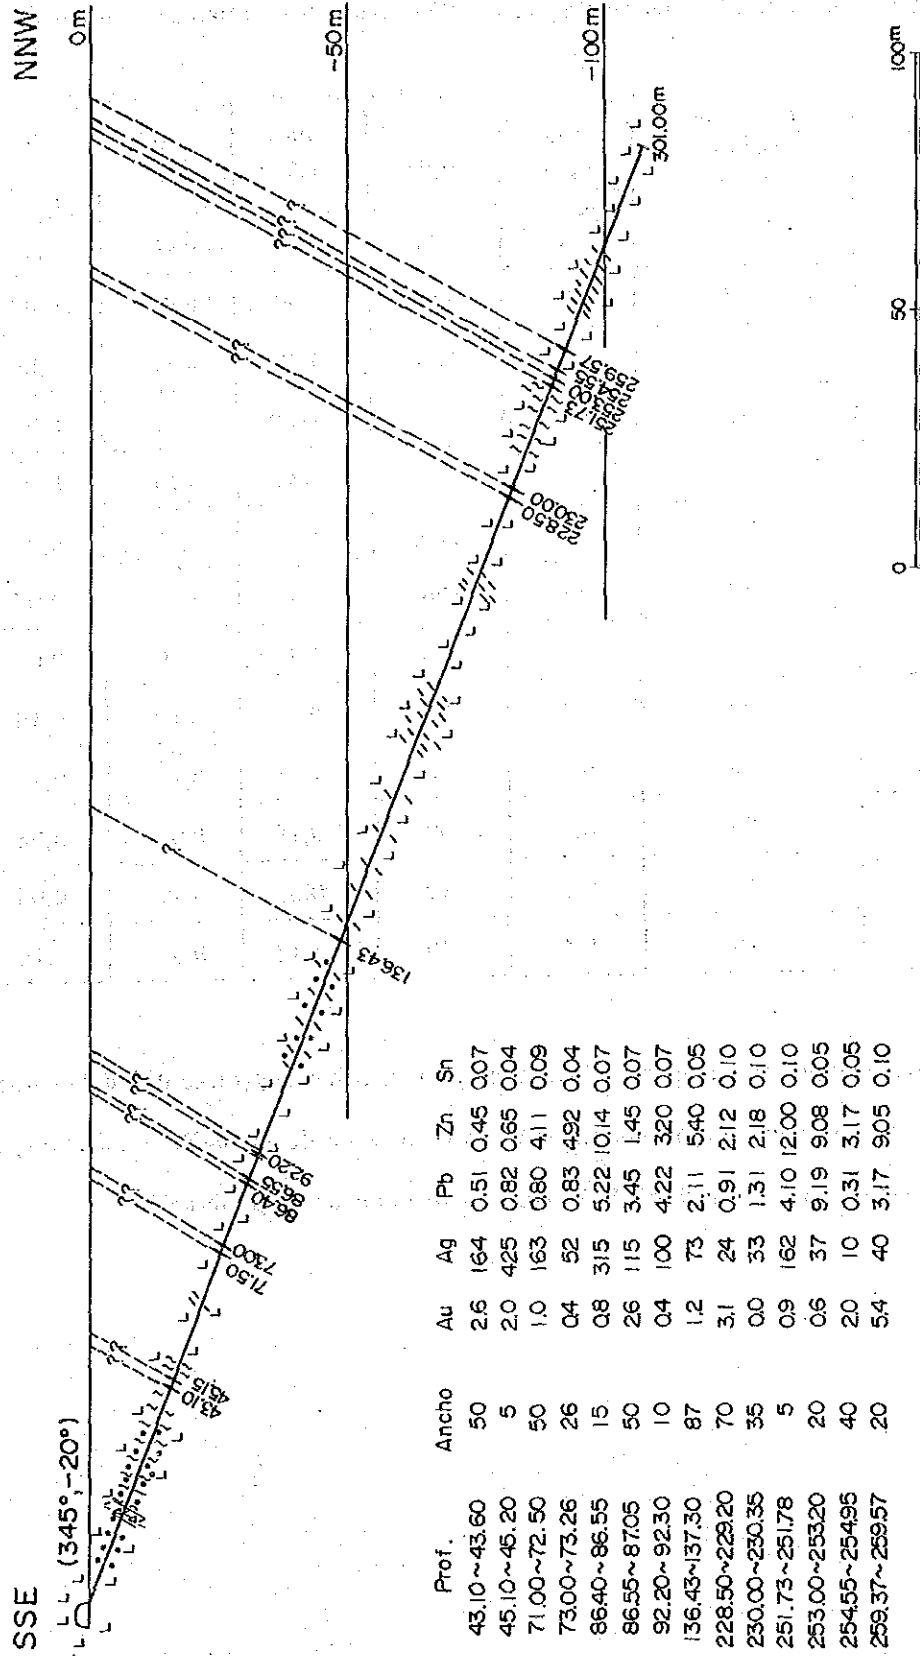 SSE
NNW
(345°,-20°)
0m
-50m
-100m
43.10
45.15
71.50
73.00
86.40
86.55
92.20
136.43
228.50
230.00
251.73
253.00
254.55
259.57
301.00m
0 50 100m
Prof. Ancho Au Ag Pb Zn Sn
43.10~43.60 50 2.6 164 0.51 0.45 0.07
45.10~45.20 5 2.0 425 0.82 0.65 0.04
71.00~72.50 50 1.0 163 0.80 4.11 0.09
73.00~73.26 26 0.4 52 0.83 4.92 0.04
86.40~86.55 15 0.8 315 5.22 10.14 0.07
86.55~87.05 50 2.6 115 3.45 1.45 0.07
92.20~92.30 10 0.4 100 4.22 3.20 0.07
136.43~137.30 87 1.2 73 2.11 5.40 0.05
228.50~229.20 70 3.1 24 0.91 2.12 0.10
230.00~230.35 35 0.0 33 1.31 2.18 0.10
251.73~251.78 5 0.9 162 4.10 12.00 0.10
253.00~253.20 20 0.6 37 9.19 9.08 0.05
254.55~254.95 40 2.0 10 0.31 3.17 0.05
259.37~259.57 20 5.4 40 3.17 9.05 0.10